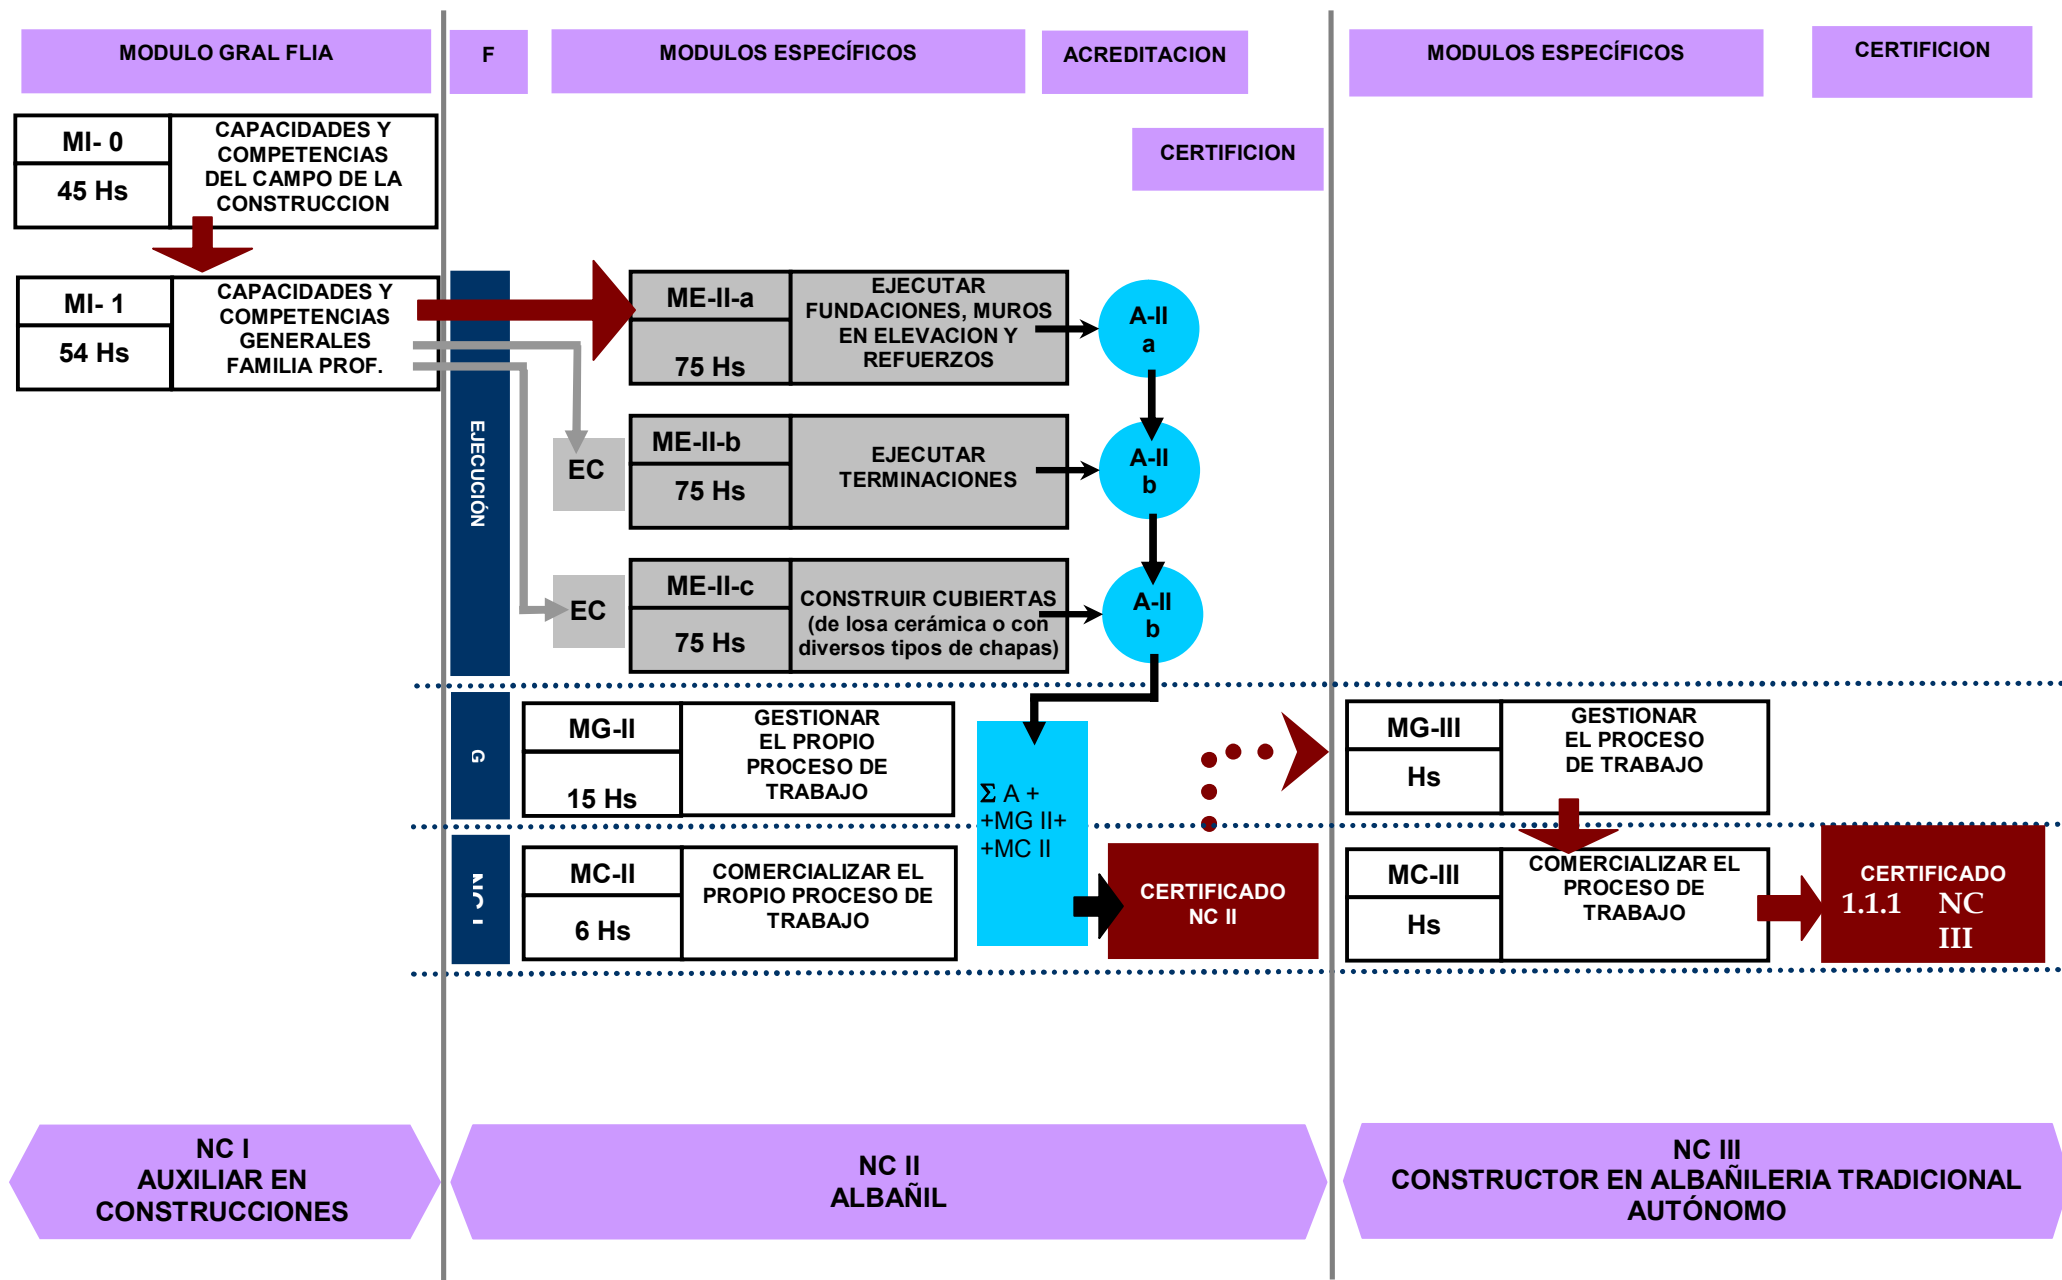 MODULO GRAL FLIA
F
MODULOS ESPECÍFICOS
ACREDITACION
MODULOS ESPECÍFICOS
CERTIFICION
CERTIFICION
MI- 0
45 Hs
CAPACIDADES Y
COMPETENCIAS
DEL CAMPO DE LA
CONSTRUCCION
MI- 1
54 Hs
CAPACIDADES Y
COMPETENCIAS
GENERALES
FAMILIA PROF.
EJECUCIÓN
ME-II-a
75 Hs
EJECUTAR
FUNDACIONES, MUROS
EN ELEVACION Y
REFUERZOS
A-II
a
EC
ME-II-b
75 Hs
EJECUTAR
TERMINACIONES
A-II
b
EC
ME-II-c
75 Hs
CONSTRUIR CUBIERTAS
(de losa cerámica o con
diversos tipos de chapas)
A-II
b
G
MG-II
15 Hs
GESTIONAR
EL PROPIO
PROCESO DE
TRABAJO
Σ A +
+MG II+
+MC II
MG-III
Hs
GESTIONAR
EL PROCESO
DE TRABAJO
MC-II
6 Hs
COMERCIALIZAR EL
PROPIO PROCESO DE
TRABAJO
CERTIFICADO
NC II
MC-III
Hs
COMERCIALIZAR EL
PROCESO DE
TRABAJO
CERTIFICADO
1.1.1 NC
III
NC I
AUXILIAR EN
CONSTRUCCIONES
NC II
ALBAÑIL
NC III
CONSTRUCTOR EN ALBAÑILERIA TRADICIONAL
AUTÓNOMO